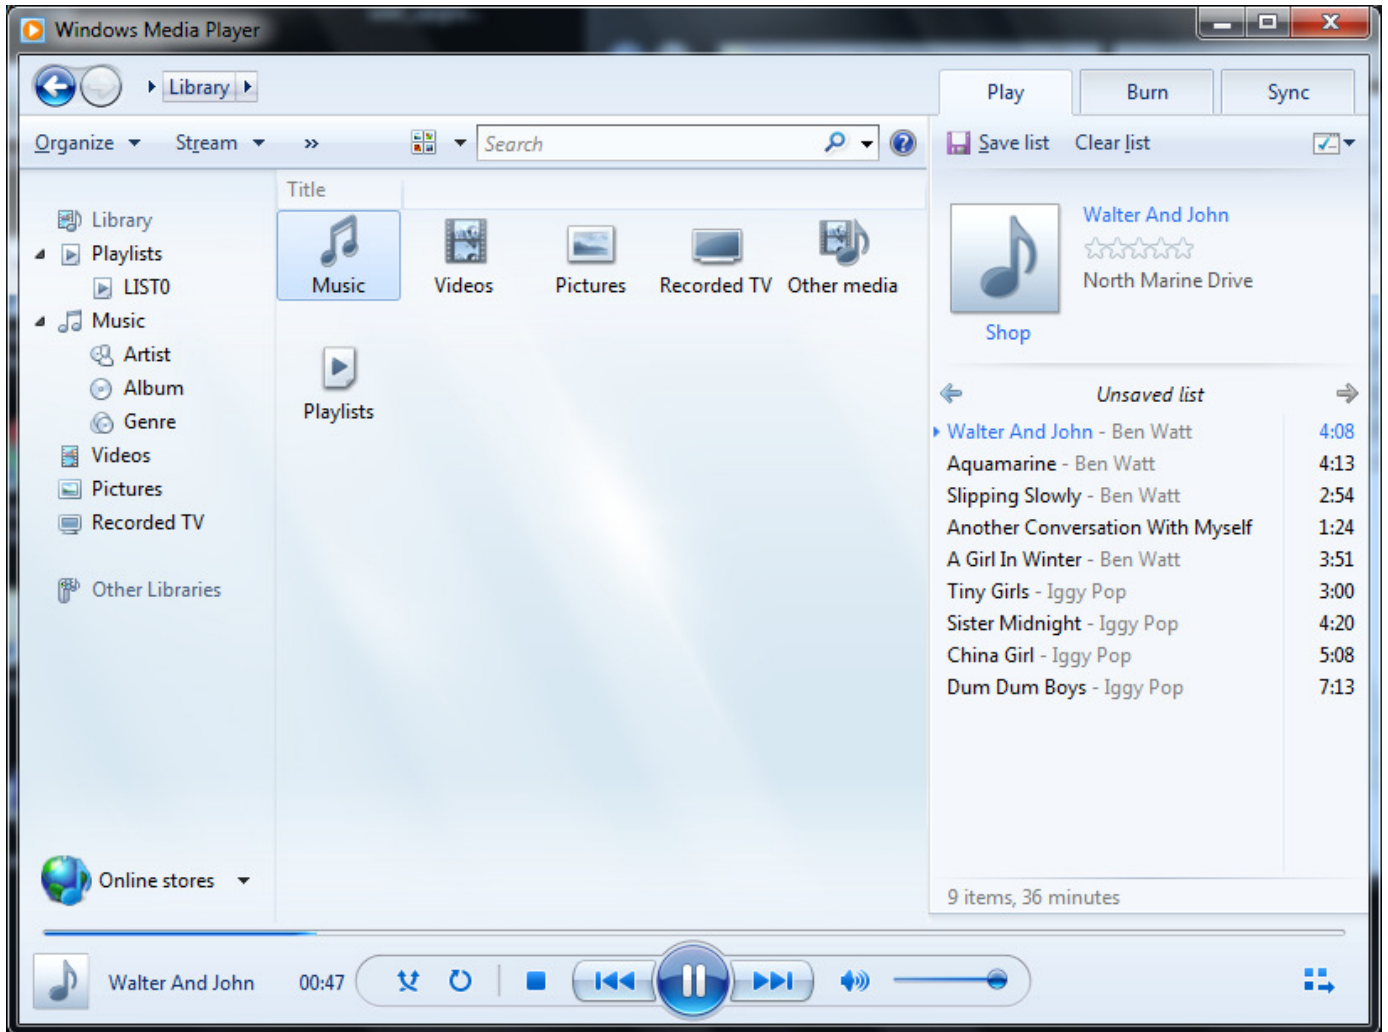 Windows Media Player
Library
Play Burn Sync
Organize Stream » Search
Save list Clear list
Title
Library
Playlists
LIST0
Music
Artist
Album
Genre
Videos
Pictures
Recorded TV
Other Libraries
Online stores
Music Videos Pictures Recorded TV Other media
Playlists
Walter And John
North Marine Drive
Shop
Unsaved list
Walter And John - Ben Watt 4:08
Aquamarine - Ben Watt 4:13
Slipping Slowly - Ben Watt 2:54
Another Conversation With Myself 1:24
A Girl In Winter - Ben Watt 3:51
Tiny Girls - Iggy Pop 3:00
Sister Midnight - Iggy Pop 4:20
China Girl - Iggy Pop 5:08
Dum Dum Boys - Iggy Pop 7:13
9 items, 36 minutes
Walter And John 00:47